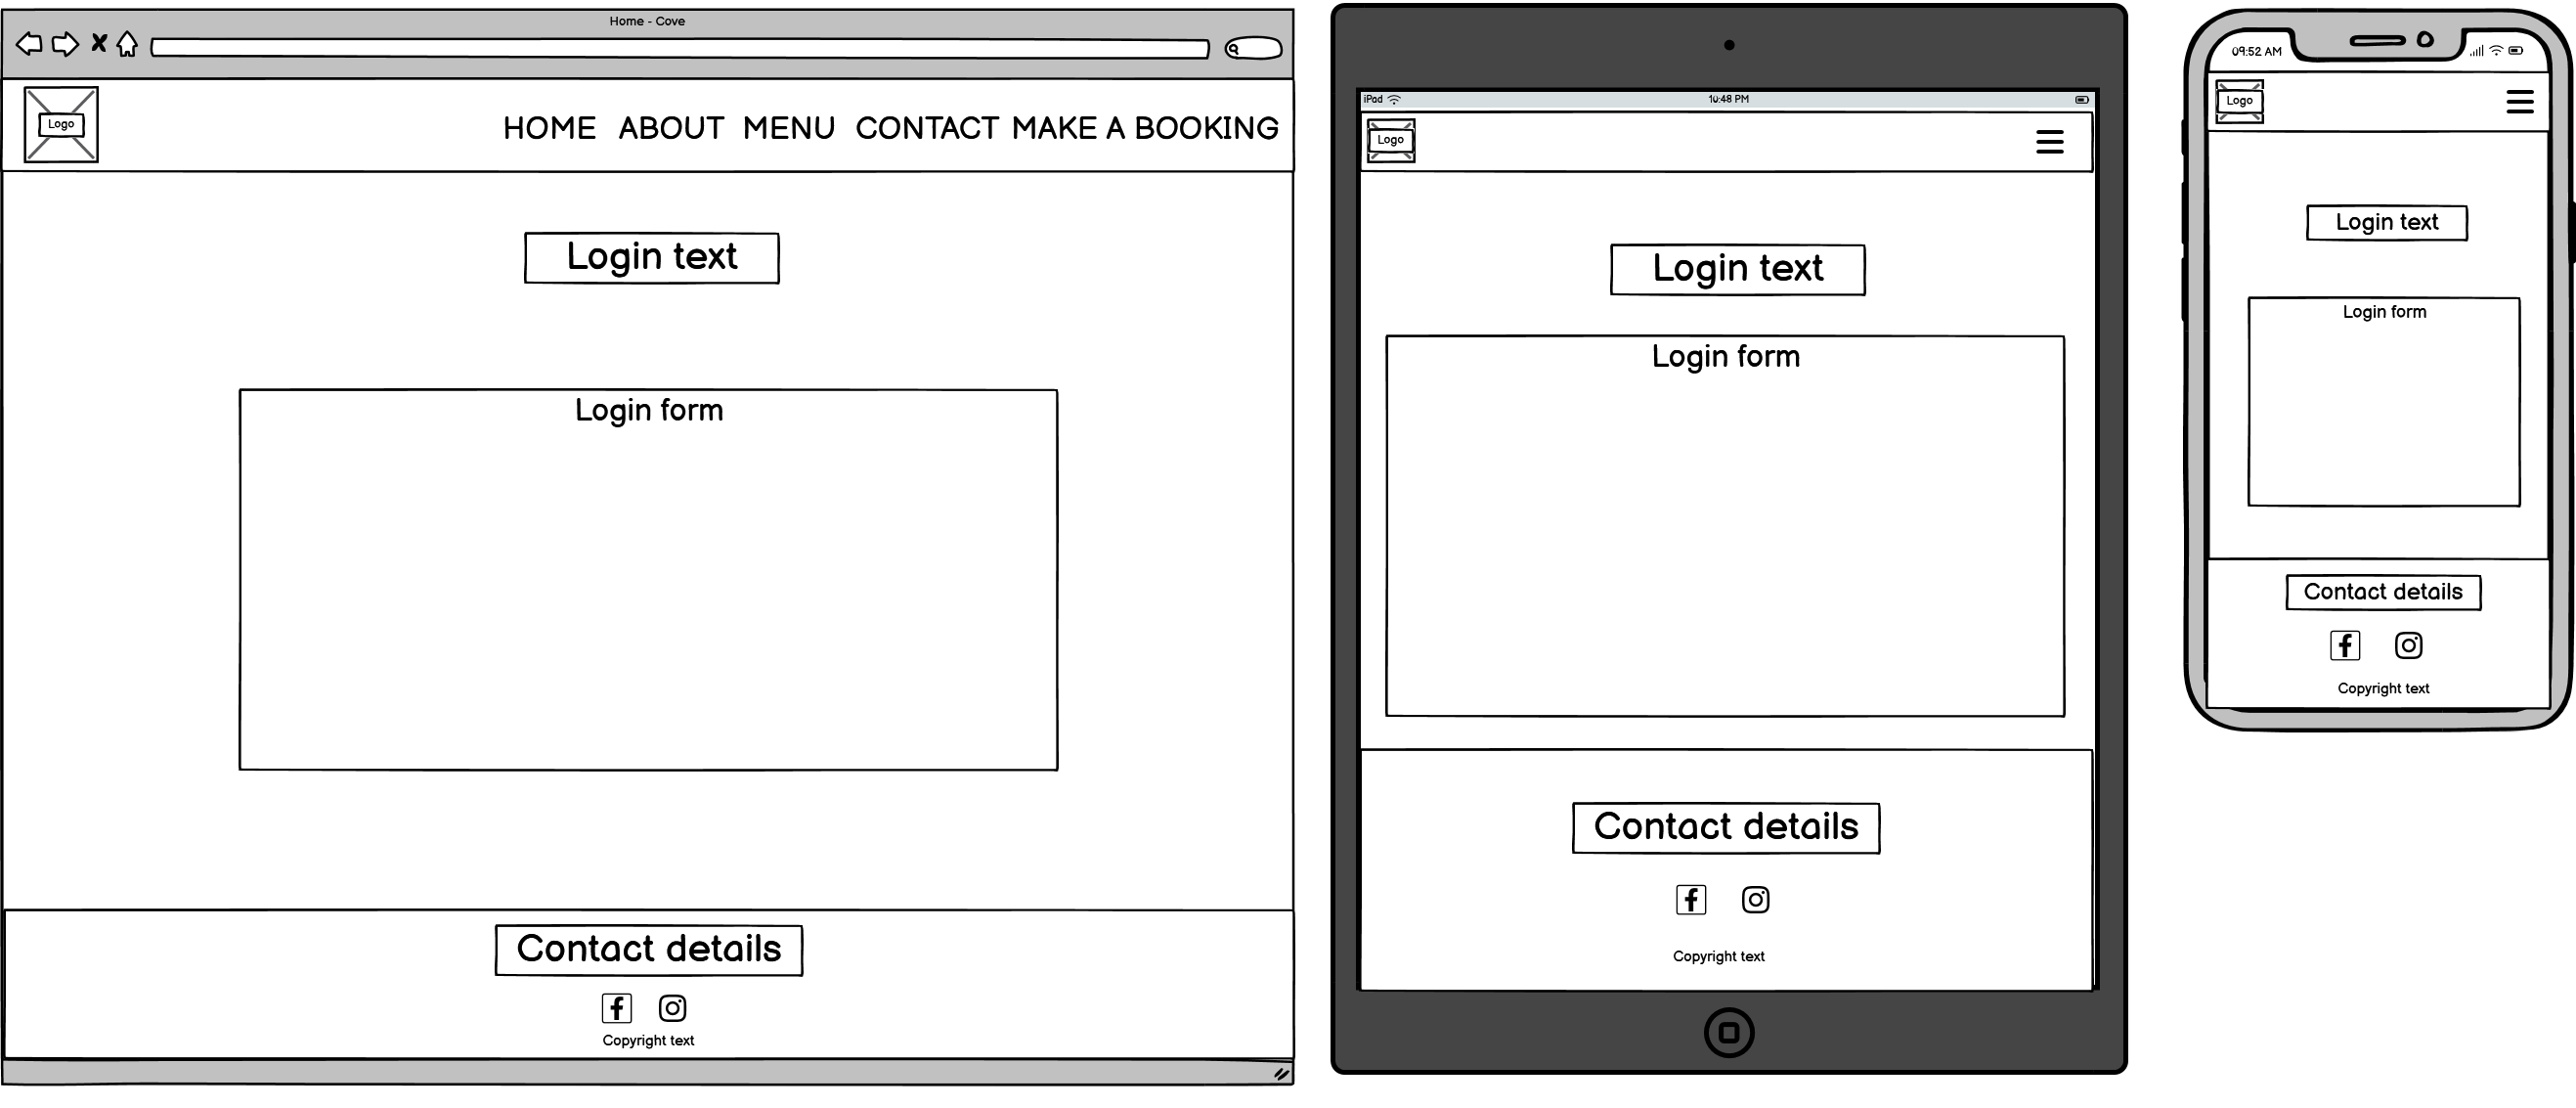 Home - Cove
Logo
HOME ABOUT MENU CONTACT MAKE A BOOKING
Login text
Login form
Contact details
Copyright text
iPad
10:48 PM
Logo
Login text
Login form
Contact details
Copyright text
09:52 AM
Logo
Login text
Login form
Contact details
Copyright text